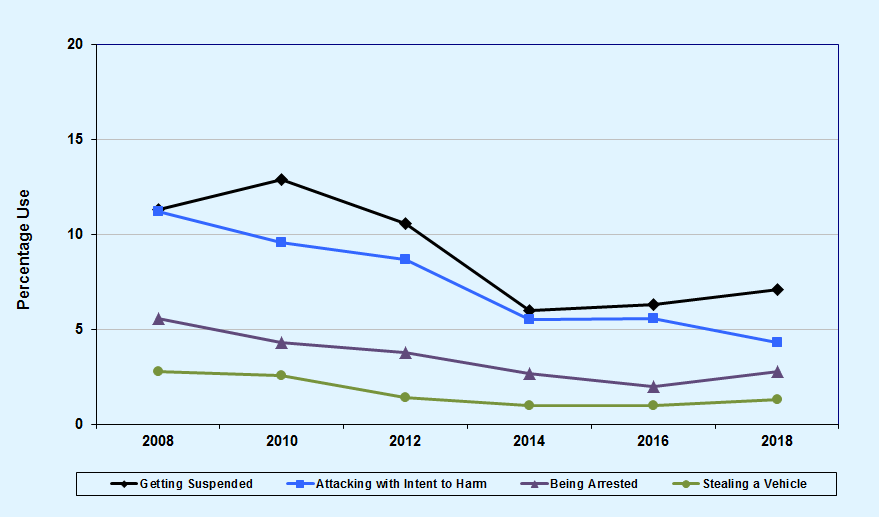 20
15
10
5
0
Percentage Use
2008 2010 2012 2014 2016 2018
Getting Suspended Attacking with Intent to Harm Being Arrested Stealing a Vehicle